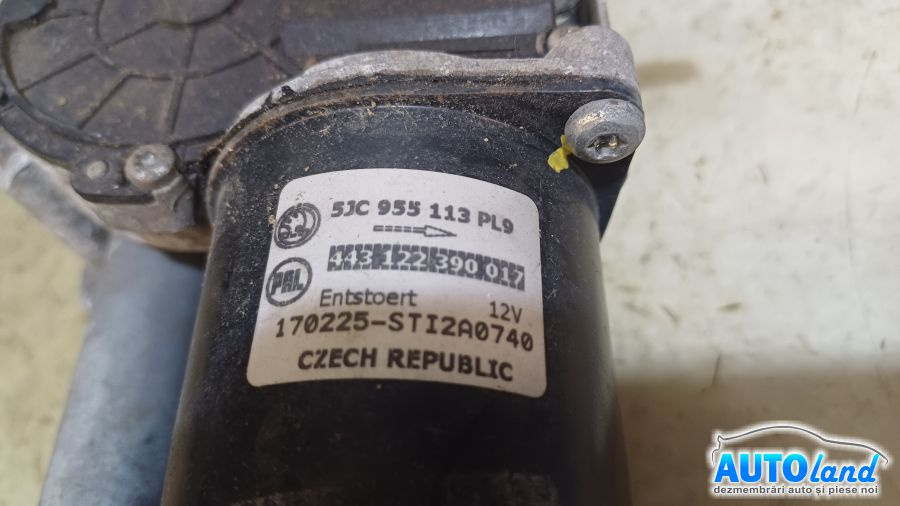 5JC 955 113 PL9
443 122 390 017
PAL
Entstoert 12V
170225-STI2A0740
CZECH REPUBLIC
AUTOland
dezmembrări auto și piese noi